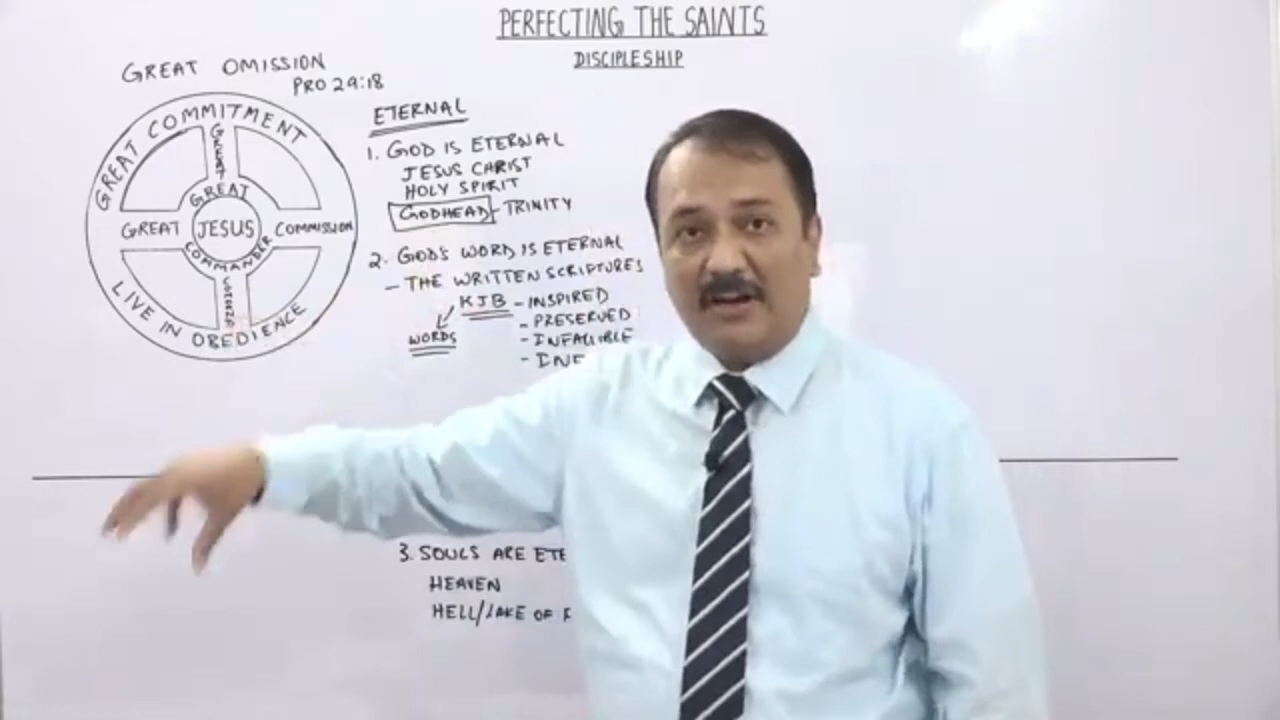 PERFECTING THE SAINTS
DISCIPLESHIP
GREAT OMISSION
PRO 29:18
GREAT COMMITMENT
GREAT
GREAT
GREAT JESUS COMMISSION
COMMANDER
LIVE IN OBEDIENCE
ETERNAL
1. GOD IS ETERNAL
JESUS CHRIST
HOLY SPIRIT
GODHEAD - TRINITY
2. GOD'S WORD IS ETERNAL
- THE WRITTEN SCRIPTURES
KJB - INSPIRED
- PRESERVED
WORDS - INFALLIBLE
3. SOULS ARE
HEAVEN
HELL/LAKE OF